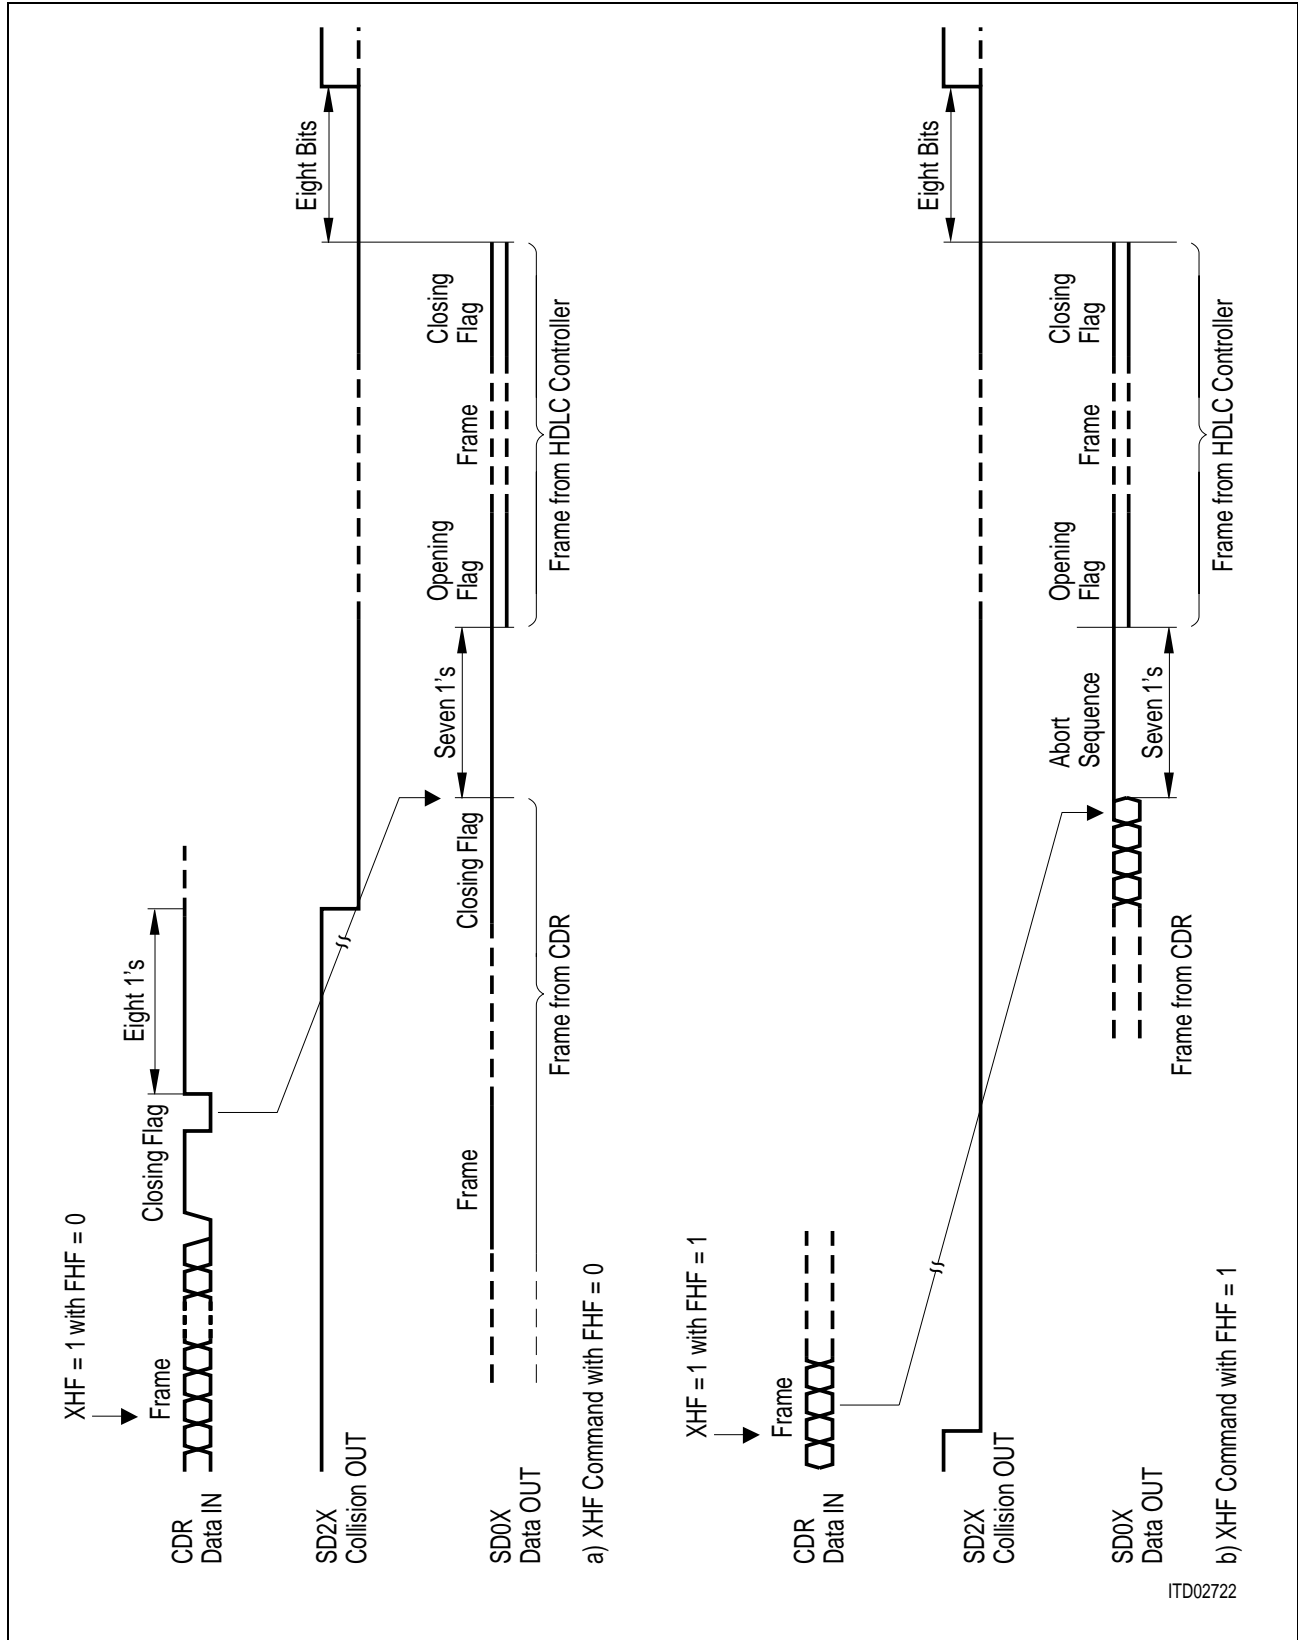 XHF = 1 with FHF = 0
Frame
Closing Flag
Eight 1's
CDR
Data IN
SD2X
Collision OUT
Eight Bits
SD0X
Data OUT
Frame
Closing Flag
Seven 1's
Opening
Flag
Frame
Closing
Flag
Frame from CDR
Frame from HDLC Controller
a) XHF Command with FHF = 0
XHF = 1 with FHF = 1
Frame
CDR
Data IN
SD2X
Collision OUT
Eight Bits
SD0X
Data OUT
Abort
Sequence
Opening
Flag
Frame
Closing
Flag
Seven 1's
Frame from CDR
Frame from HDLC Controller
b) XHF Command with FHF = 1
ITD02722